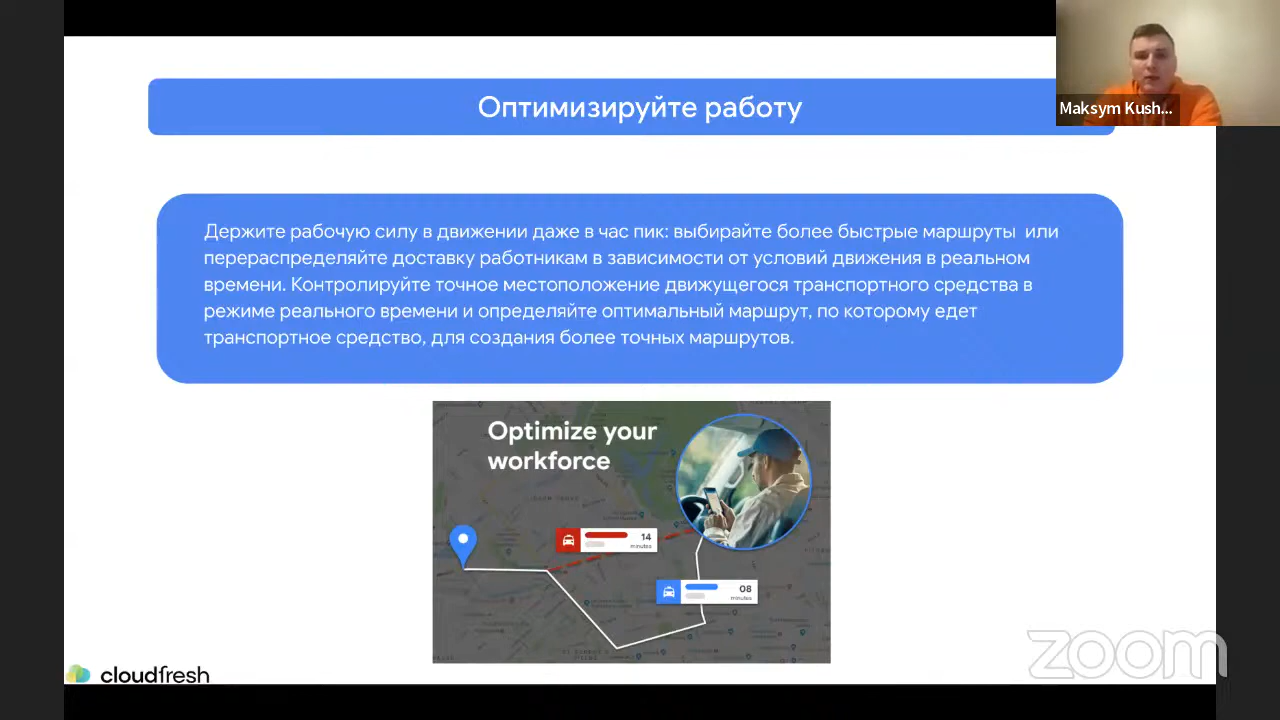 Оптимизируйте работу
Maksym Kush...
Держите рабочую силу в движении даже в час пик: выбирайте более быстрые маршруты или
перераспределяйте доставку работникам в зависимости от условий движения в реальном
времени. Контролируйте точное местоположение движущегося транспортного средства в
режиме реального времени и определяйте оптимальный маршрут, по которому едет
транспортное средство, для создания более точных маршрутов.
Optimize your
workforce
14
minutes
08
minutes
zoom
cloudfresh